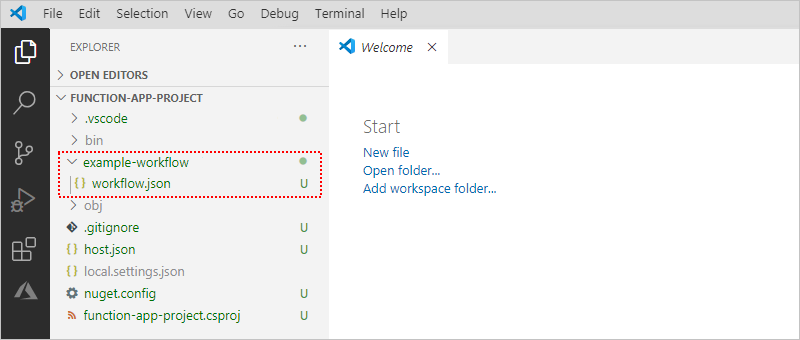 File Edit Selection View Go Debug Terminal Help
EXPLORER ...
Welcome
OPEN EDITORS
FUNCTION-APP-PROJECT
.vscode
bin
example-workflow
{} workflow.json U
obj
.gitignore U
{} host.json U
{} local.settings.json
nuget.config U
function-app-project.csproj U
Start
New file
Open folder...
Add workspace folder...